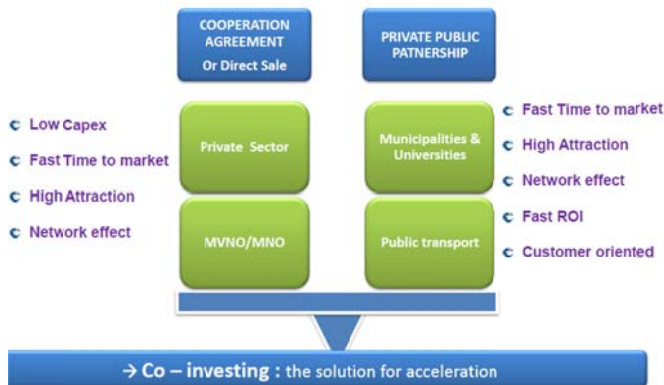 COOPERATION
AGREEMENT
Or Direct Sale
PRIVATE PUBLIC
PATNERSHIP
Low Capex
Fast Time to market
High Attraction
Network effect
Private Sector
MVNO/MNO
Municipalities &
Universities
Public transport
Fast Time to market
High Attraction
Network effect
Fast ROI
Customer oriented
→ Co – investing : the solution for acceleration